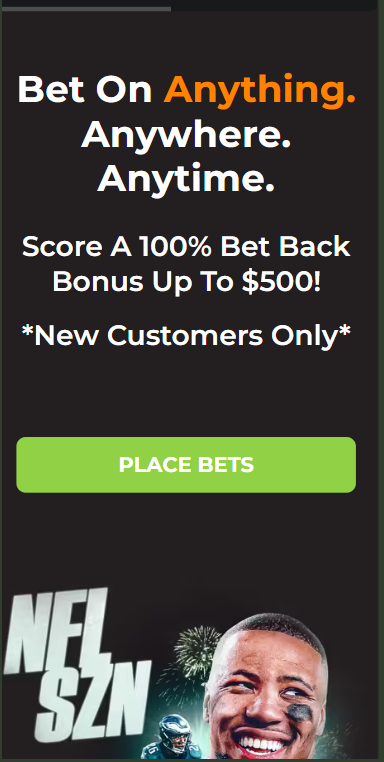 Bet On Anything.
Anywhere.
Anytime.
Score A 100% Bet Back
Bonus Up To $500!
*New Customers Only*
PLACE BETS
NFL
SZN